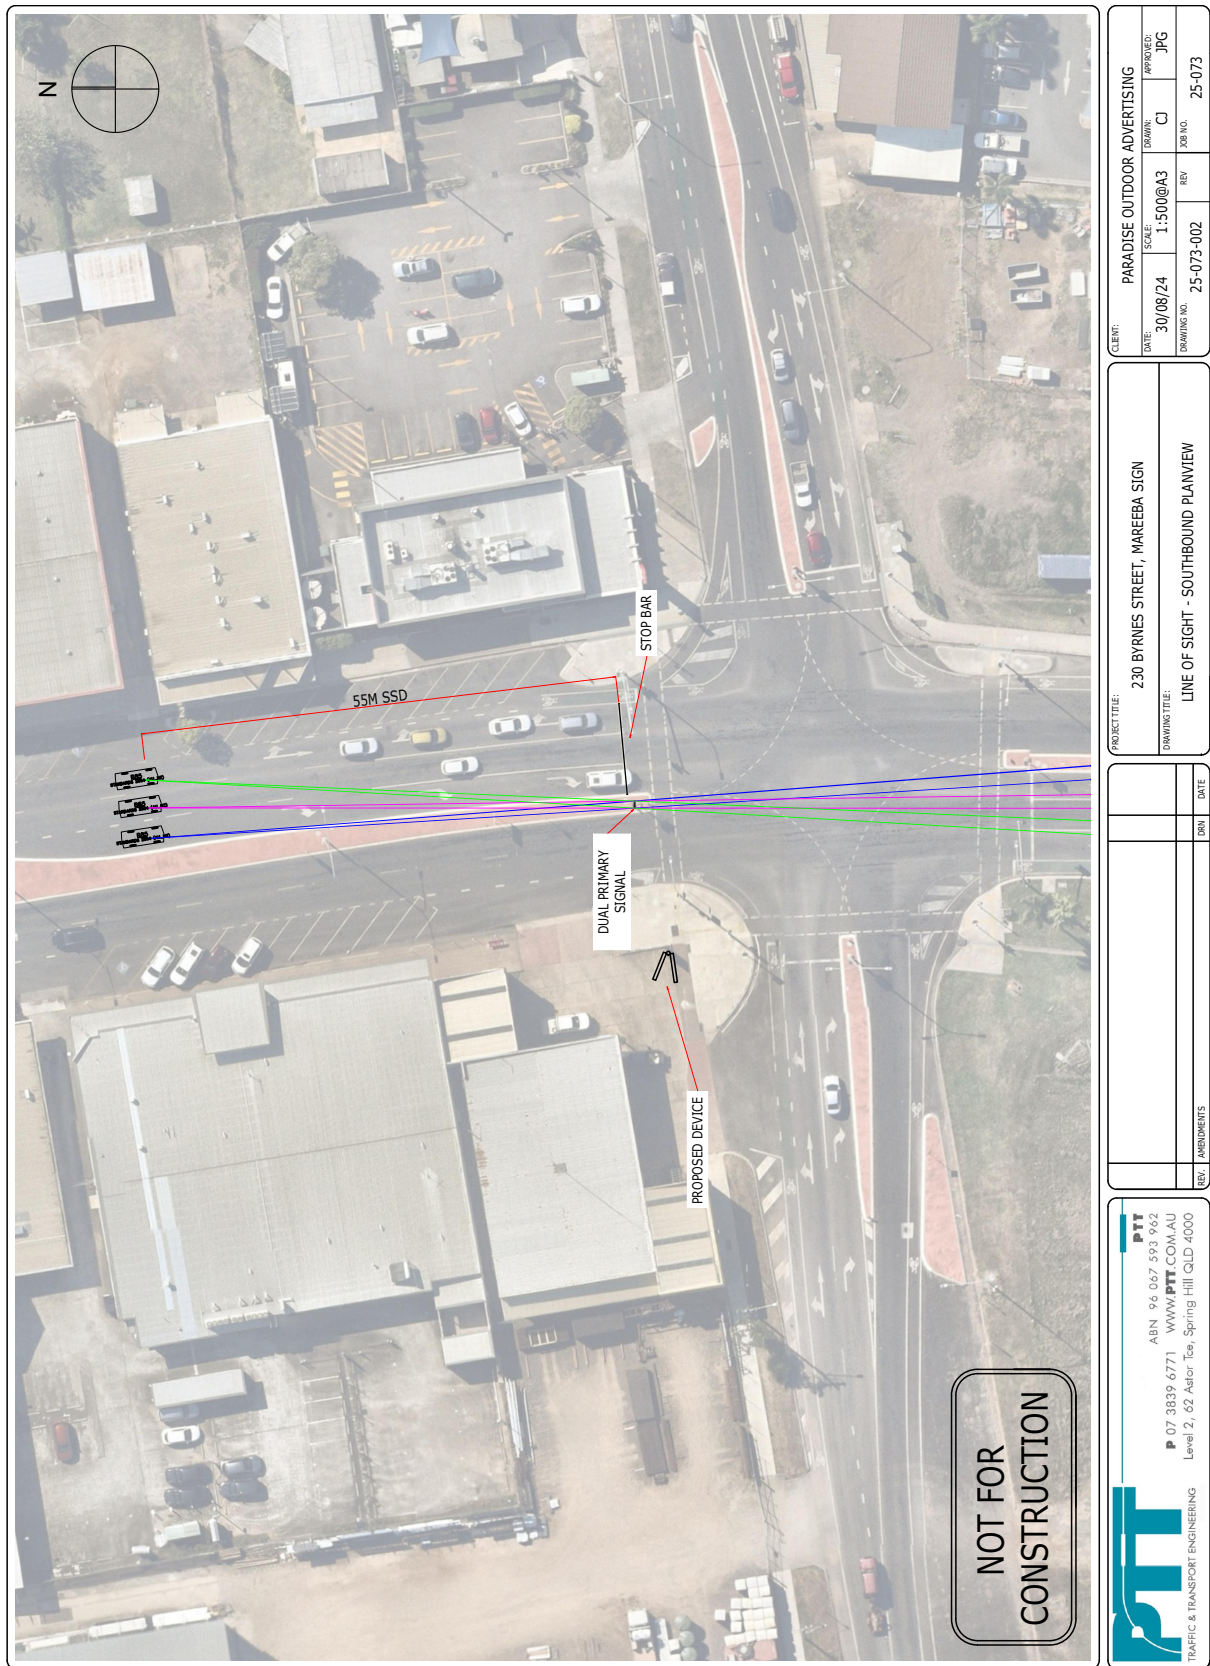 N
55M SSD
STOP BAR
DUAL PRIMARY
SIGNAL
PROPOSED DEVICE
NOT FOR
CONSTRUCTION
PTT
TRAFFIC & TRANSPORT ENGINEERING
PTT
ABN 96 067 593 962
P 07 3839 6771 WWW.PTT.COM.AU
Level 2, 62 Astor Tce, Spring Hill QLD 4000
REV. AMENDMENTS DRN DATE
PROJECT TITLE:
230 BYRNES STREET, MAREEBA SIGN
DRAWING TITLE:
LINE OF SIGHT - SOUTHBOUND PLANVIEW
CLIENT:
PARADISE OUTDOOR ADVERTISING
DATE: 30/08/24 SCALE: 1:500@A3 DRAWN: CJ APPROVED: JPG
DRAWING NO. 25-073-002 REV JOB NO. 25-073